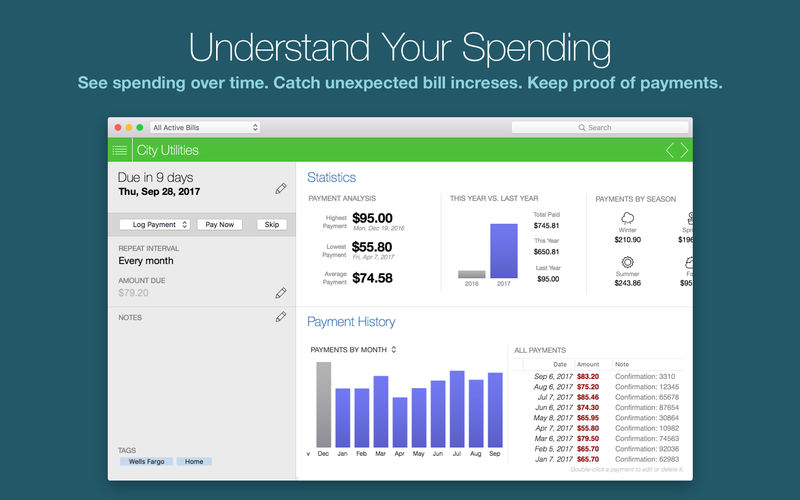 Understand Your Spending
See spending over time. Catch unexpected bill increses. Keep proof of payments.
All Active Bills
Search
City Utilities
Due in 9 days
Thu, Sep 28, 2017
Log Payment
Pay Now
Skip
REPEAT INTERVAL
Every month
AMOUNT DUE
$79.20
NOTES
TAGS
Wells Fargo
Home
Statistics
PAYMENT ANALYSIS
Highest Payment
$95.00
Mon, Dec 19, 2016
Lowest Payment
$55.80
Fri, Apr 7, 2017
Average Payment
$74.58
THIS YEAR VS. LAST YEAR
2016
2017
Total Paid
$745.81
This Year
$650.81
Last Year
$95.00
PAYMENTS BY SEASON
Winter
$210.90
Spri
$196
Summer
$243.86
Fa
$95
Payment History
PAYMENTS BY MONTH
v Dec Jan Feb Mar Apr May Jun Jul Aug Sep
ALL PAYMENTS
Date Amount Note
Sep 6, 2017 $83.20 Confirmation: 3310
Aug 6, 2017 $75.20 Confirmation: 12345
Jul 7, 2017 $85.46 Confirmation: 65678
Jun 6, 2017 $74.30 Confirmation: 87654
May 8, 2017 $65.95 Confirmation: 30864
Apr 7, 2017 $55.80 Confirmation: 10982
Mar 6, 2017 $79.50 Confirmation: 74563
Feb 5, 2017 $65.70 Confirmation: 92036
Jan 7, 2017 $65.70 Confirmation: 62983
Double-click a payment to edit or delete it.